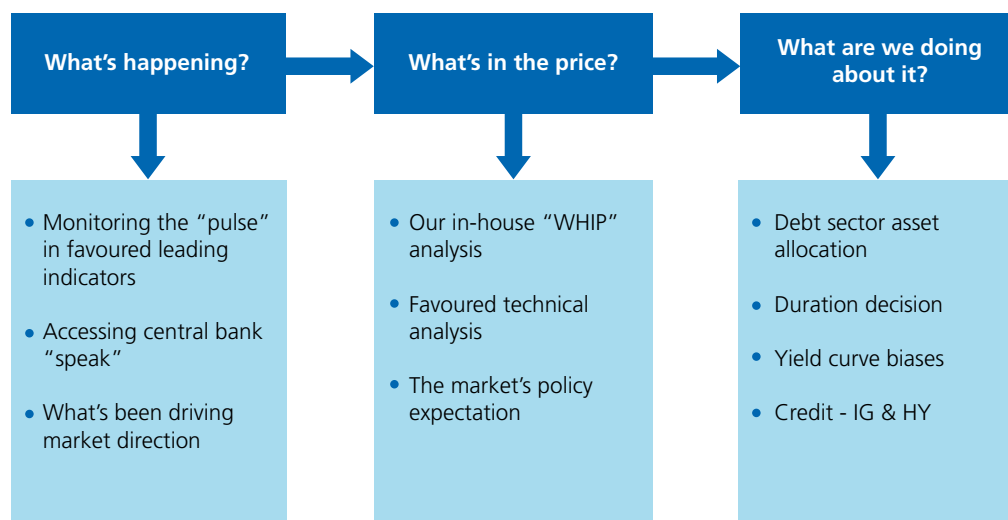 What’s happening?
• Monitoring the “pulse”
in favoured leading
indicators
• Accessing central bank
“speak”
• What’s been driving
market direction
What’s in the price?
• Our in-house “WHIP”
analysis
• Favoured technical
analysis
• The market’s policy
expectation
What are we doing
about it?
• Debt sector asset
allocation
• Duration decision
• Yield curve biases
• Credit - IG & HY